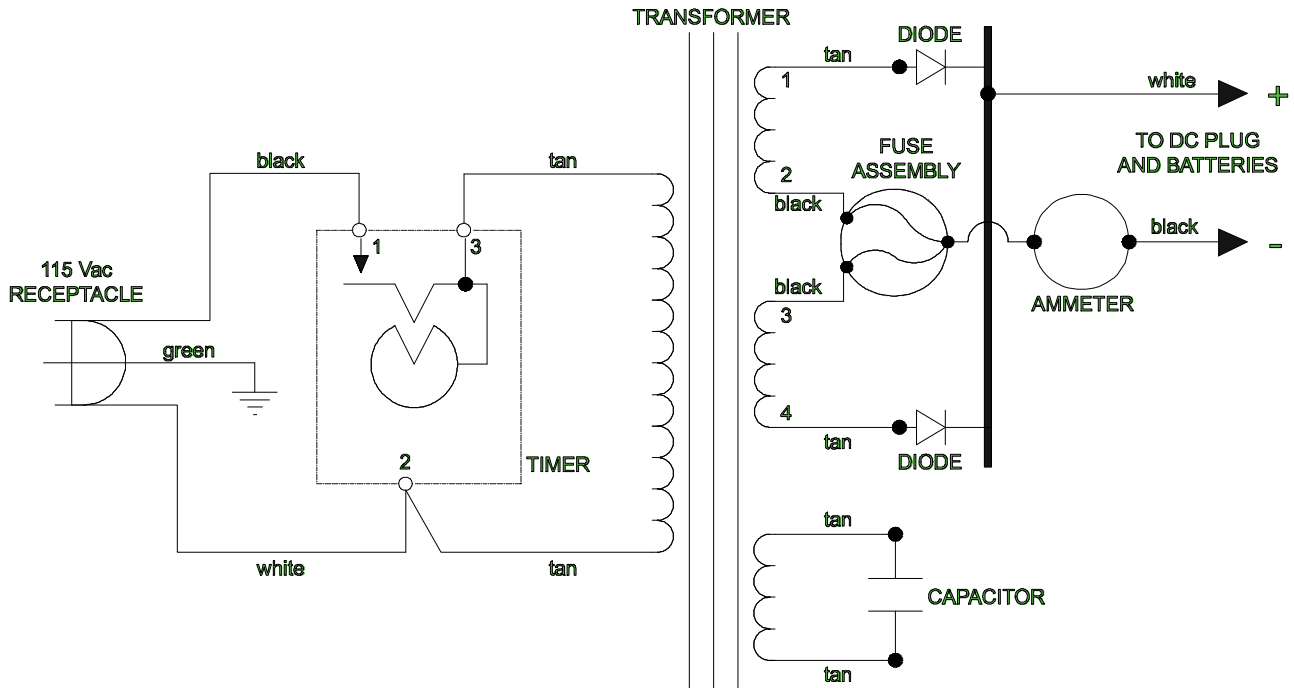 TRANSFORMER
DIODE
tan
1
white
+
TO DC PLUG
AND BATTERIES
FUSE
ASSEMBLY
black
tan
2
black
1
3
black
-
115 Vac
RECEPTACLE
black
3
AMMETER
green
4
tan
DIODE
2
TIMER
tan
white
tan
CAPACITOR
tan